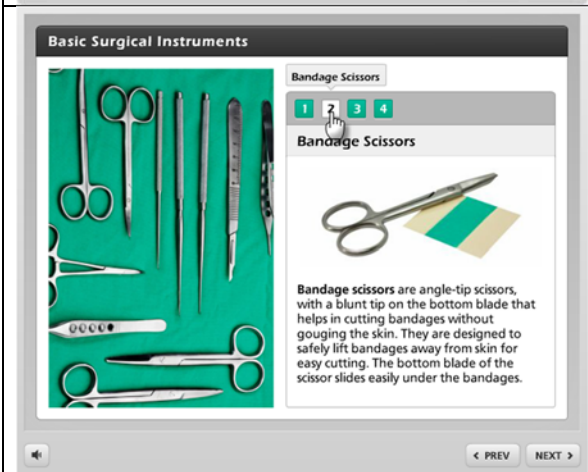 Basic Surgical Instruments
Bandage Scissors
1 2 3 4
Bandage Scissors
Bandage scissors are angle-tip scissors,
with a blunt tip on the bottom blade that
helps in cutting bandages without
gouging the skin. They are designed to
safely lift bandages away from skin for
easy cutting. The bottom blade of the
scissor slides easily under the bandages.
< PREV NEXT >